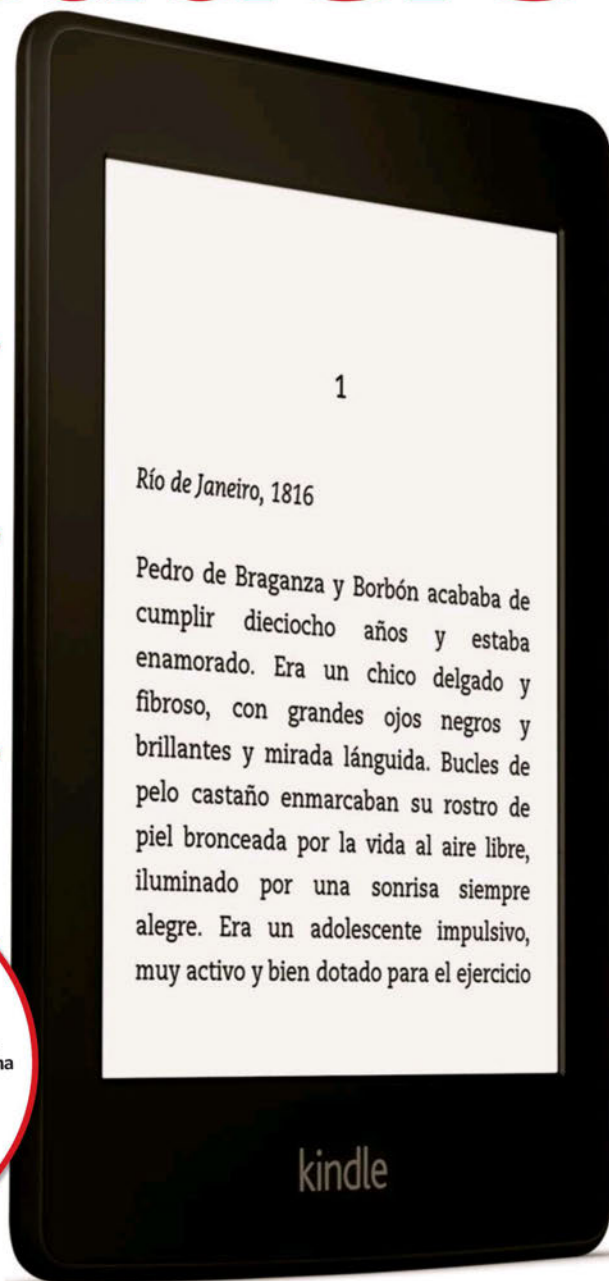 1
Río de Janeiro, 1816
Pedro de Braganza y Borbón acababa de
cumplir dieciocho años y estaba
enamorado. Era un chico delgado y
fibroso, con grandes ojos negros y
brillantes y mirada lánguida. Bucles de
pelo castaño enmarcaban su rostro de
piel bronceada por la vida al aire libre,
iluminado por una sonrisa siempre
alegre. Era un adolescente impulsivo,
muy activo y bien dotado para el ejercicio
kindle